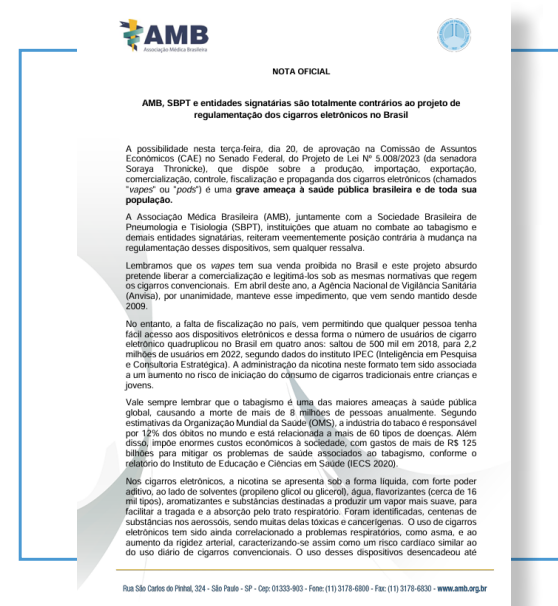 AMB
Associação Médica Brasileira
NOTA OFICIAL
AMB, SBPT e entidades signatárias são totalmente contrários ao projeto de
regulamentação dos cigarros eletrônicos no Brasil
A possibilidade nesta terça-feira, dia 20, de aprovação na Comissão de Assuntos
Econômicos (CAE) no Senado Federal, do Projeto de Lei Nº 5.008/2023 (da senadora
Soraya Thronicke), que dispõe sobre a produção, importação, exportação,
comercialização, controle, fiscalização e propaganda dos cigarros eletrônicos (chamados
"vapes" ou "pods") é uma grave ameaça à saúde pública brasileira e de toda sua
população.
A Associação Médica Brasileira (AMB), juntamente com a Sociedade Brasileira de
Pneumologia e Tisiologia (SBPT), instituições que atuam no combate ao tabagismo e
demais entidades signatárias, reiteram veementemente posição contrária à mudança na
regulamentação desses dispositivos, sem qualquer ressalva.
Lembramos que os vapes tem sua venda proibida no Brasil e este projeto absurdo
pretende liberar a comercialização e legitimá-los sob as mesmas normativas que regem
os cigarros convencionais. Em abril deste ano, a Agência Nacional de Vigilância Sanitária
(Anvisa), por unanimidade, manteve esse impedimento, que vem sendo mantido desde
2009.
No entanto, a falta de fiscalização no país, vem permitindo que qualquer pessoa tenha
fácil acesso aos dispositivos eletrônicos e dessa forma o número de usuários de cigarro
eletrônico quadruplicou no Brasil em quatro anos: saltou de 500 mil em 2018, para 2,2
milhões de usuários em 2022, segundo dados do instituto IPEC (Inteligência em Pesquisa
e Consultoria Estratégica). A administração da nicotina neste formato tem sido associada
a um aumento no risco de iniciação do consumo de cigarros tradicionais entre crianças e
jovens.
Vale sempre lembrar que o tabagismo é uma das maiores ameaças à saúde pública
global, causando a morte de mais de 8 milhões de pessoas anualmente. Segundo
estimativas da Organização Mundial da Saúde (OMS), a indústria do tabaco é responsável
por 12% dos óbitos no mundo e está relacionada a mais de 60 tipos de doenças. Além
disso, impõe enormes custos econômicos à sociedade, com gastos de mais de R$ 125
bilhões para mitigar os problemas de saúde associados ao tabagismo, conforme o
relatório do Instituto de Educação e Ciências em Saúde (IECS 2020).
Nos cigarros eletrônicos, a nicotina se apresenta sob a forma líquida, com forte poder
aditivo, ao lado de solventes (propileno glicol ou glicerol), água, flavorizantes (cerca de 16
mil tipos), aromatizantes e substâncias destinadas a produzir um vapor mais suave, para
facilitar a tragada e a absorção pelo trato respiratório. Foram identificadas, centenas de
substâncias nos aerossóis, sendo muitas delas tóxicas e cancerígenas. O uso de cigarros
eletrônicos tem sido ainda correlacionado a problemas respiratórios, como asma, e ao
aumento da rigidez arterial, caracterizando-se assim como um risco cardíaco similar ao
do uso diário de cigarros convencionais. O uso desses dispositivos desencadeou até
Rua São Carlos do Pinhal, 324 - São Paulo - SP - Cep: 01333-903 - Fone: (11) 3178-6800 - Fax: (11) 3178-6830 - www.amb.org.br